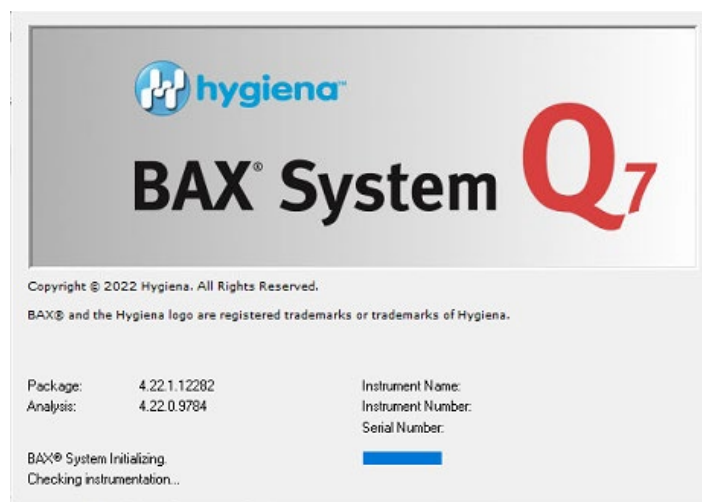 hygiena™
BAX® System Q7
Copyright © 2022 Hygiena. All Rights Reserved.
BAX® and the Hygiena logo are registered trademarks or trademarks of Hygiena.
Package: 4.22.1.12282
Analysis: 4.22.0.9784
Instrument Name:
Instrument Number:
Serial Number:
BAX® System Initializing.
Checking instrumentation...